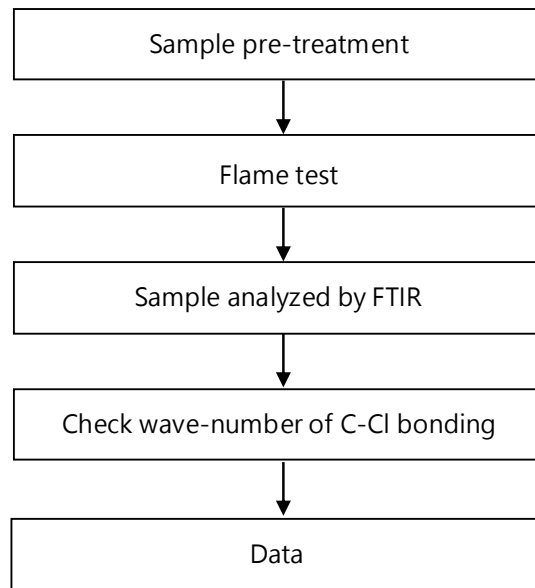 Sample pre-treatment
Flame test
Sample analyzed by FTIR
Check wave-number of C-Cl bonding
Data